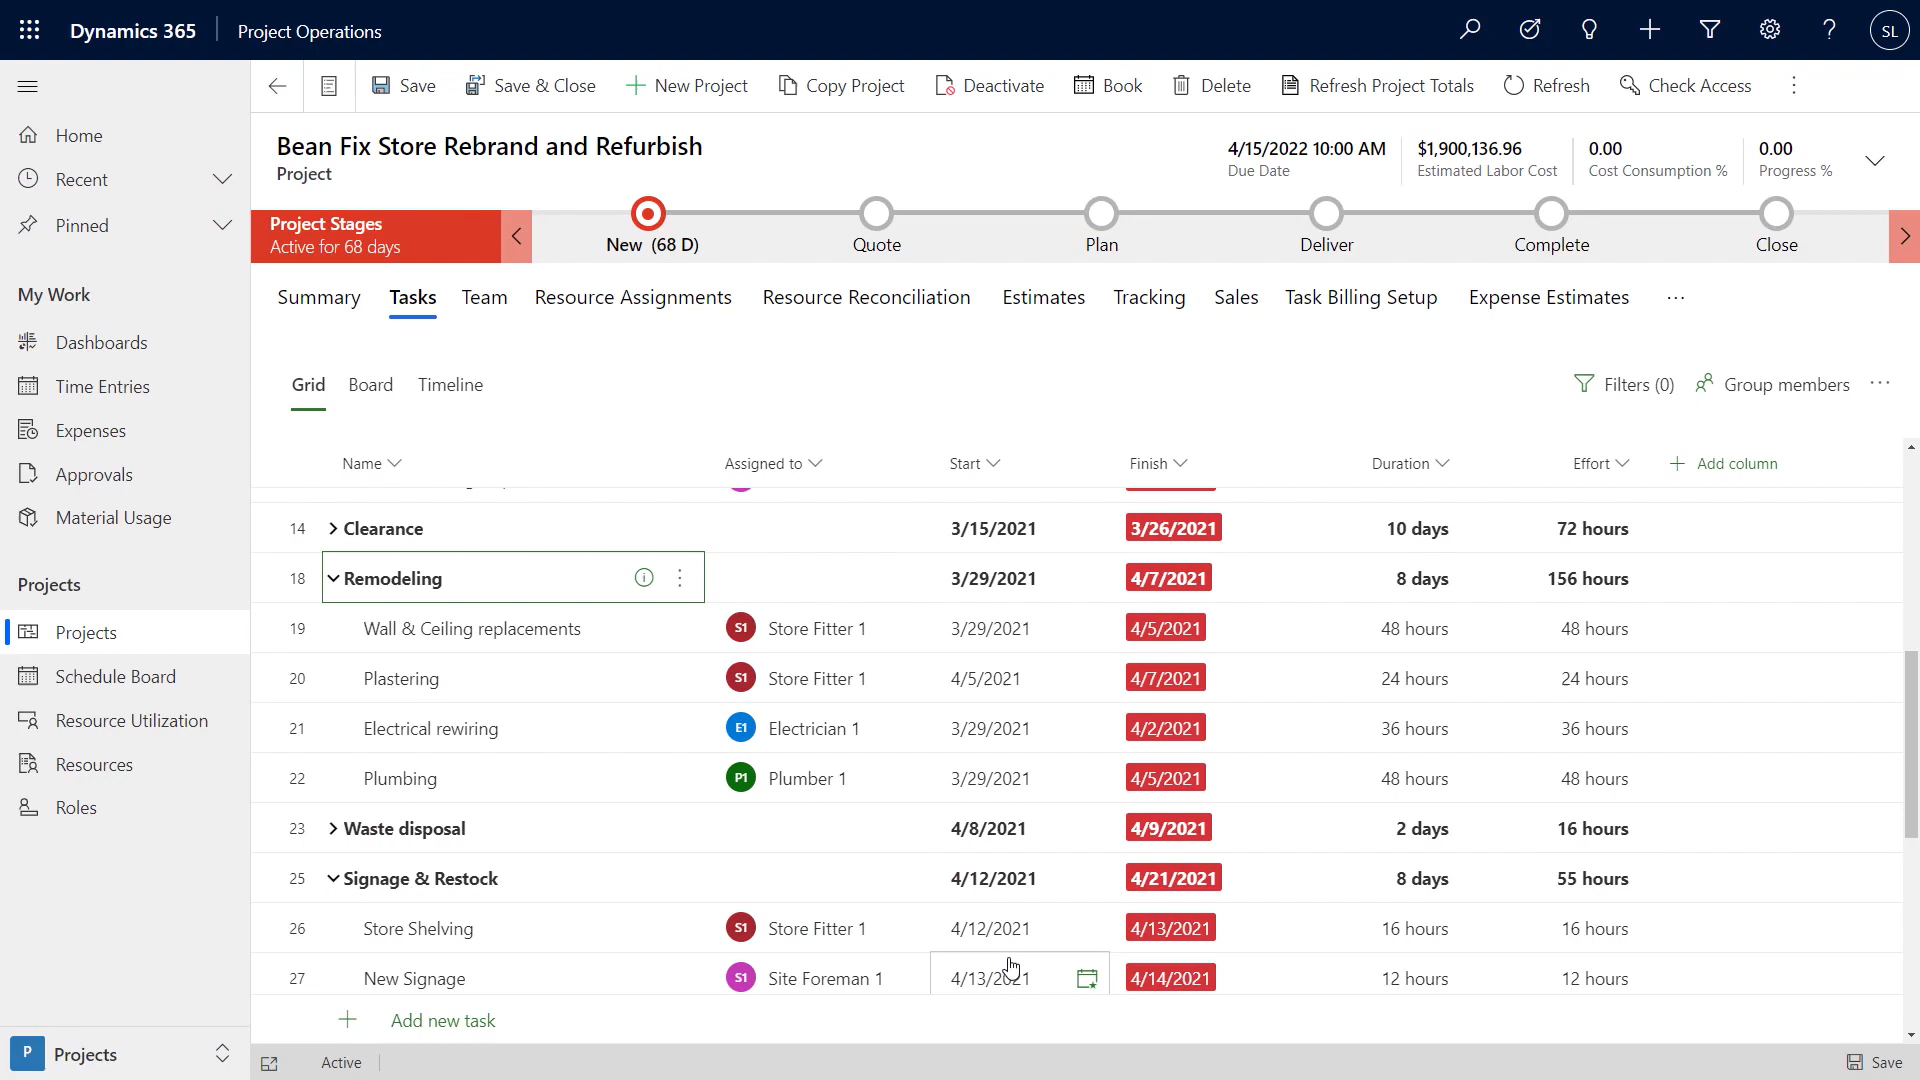 Dynamics 365 Project Operations SL
Save Save & Close New Project Copy Project Deactivate Book Delete Refresh Project Totals Refresh Check Access
Home
Recent
Pinned
My Work
Dashboards
Time Entries
Expenses
Approvals
Material Usage
Projects
Projects
Schedule Board
Resource Utilization
Resources
Roles
P Projects
Bean Fix Store Rebrand and Refurbish
Project
4/15/2022 10:00 AM $1,900,136.96 0.00 0.00
Due Date Estimated Labor Cost Cost Consumption % Progress %
Project Stages
Active for 68 days
New (68 D) Quote Plan Deliver Complete Close
Summary Tasks Team Resource Assignments Resource Reconciliation Estimates Tracking Sales Task Billing Setup Expense Estimates
Grid Board Timeline Filters (0) Group members
Name Assigned to Start Finish Duration Effort Add column
14 Clearance 3/15/2021 3/26/2021 10 days 72 hours
18 Remodeling 3/29/2021 4/7/2021 8 days 156 hours
19 Wall & Ceiling replacements S1 Store Fitter 1 3/29/2021 4/5/2021 48 hours 48 hours
20 Plastering S1 Store Fitter 1 4/5/2021 4/7/2021 24 hours 24 hours
21 Electrical rewiring E1 Electrician 1 3/29/2021 4/2/2021 36 hours 36 hours
22 Plumbing P1 Plumber 1 3/29/2021 4/5/2021 48 hours 48 hours
23 Waste disposal 4/8/2021 4/9/2021 2 days 16 hours
25 Signage & Restock 4/12/2021 4/21/2021 8 days 55 hours
26 Store Shelving S1 Store Fitter 1 4/12/2021 4/13/2021 16 hours 16 hours
27 New Signage S1 Site Foreman 1 4/13/2021 4/14/2021 12 hours 12 hours
Add new task
Active Save